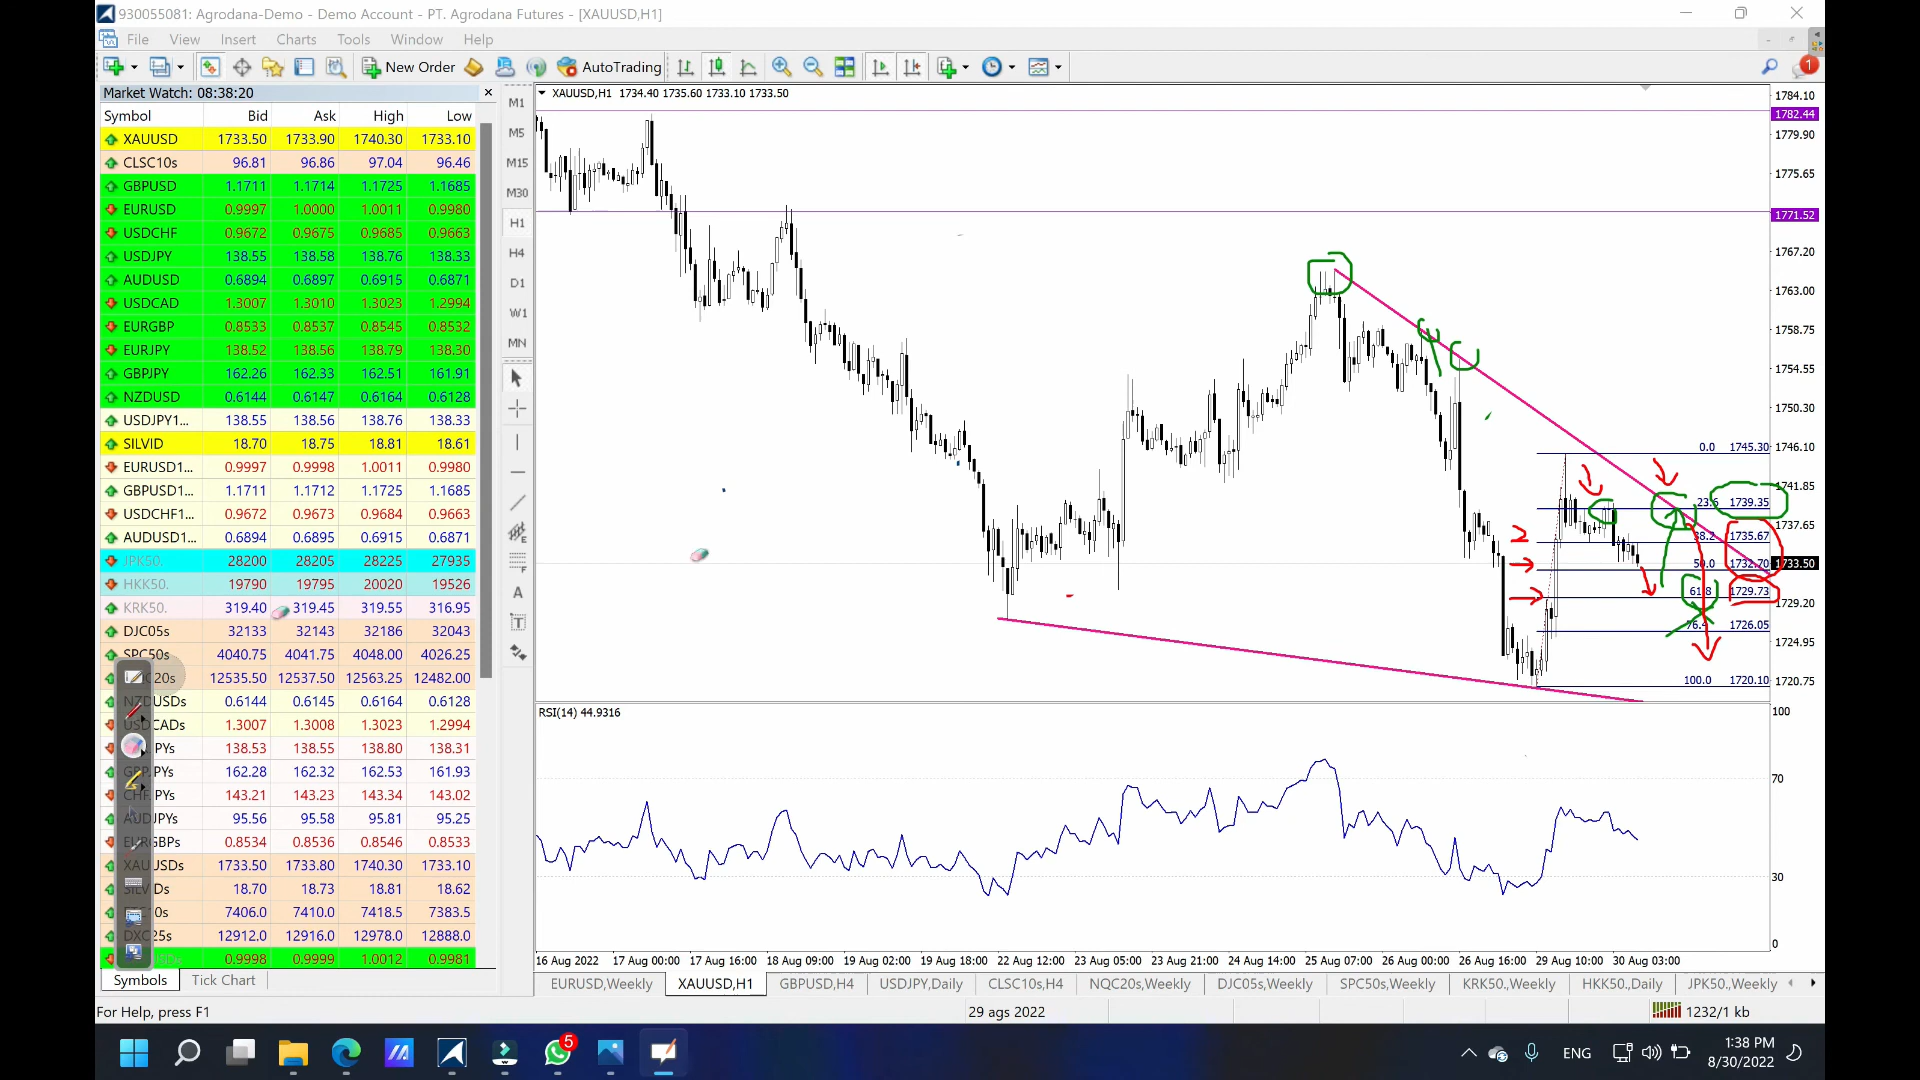 930055081: Agrodana-Demo - Demo Account - PT. Agrodana Futures - [XAUUSD,H1]
File View Insert Charts Tools Window Help
New Order AutoTrading 1
Market Watch: 08:38:20
Symbol Bid Ask High Low
XAUUSD 1733.50 1733.90 1740.30 1733.10
CLSC10s 96.81 96.86 97.04 96.46
GBPUSD 1.1711 1.1714 1.1725 1.1685
EURUSD 0.9997 1.0000 1.0011 0.9980
USDCHF 0.9672 0.9675 0.9685 0.9663
USDJPY 138.55 138.58 138.76 138.33
AUDUSD 0.6894 0.6897 0.6915 0.6871
USDCAD 1.3007 1.3010 1.3023 1.2994
EURGBP 0.8533 0.8537 0.8545 0.8532
EURJPY 138.52 138.56 138.79 138.30
GBPJPY 162.26 162.33 162.51 161.91
NZDUSD 0.6144 0.6147 0.6164 0.6128
USDJPY1... 138.55 138.56 138.76 138.33
SILVID 18.70 18.75 18.81 18.61
EURUSD1... 0.9997 0.9998 1.0011 0.9980
GBPUSD1... 1.1711 1.1712 1.1725 1.1685
USDCHF1... 0.9672 0.9673 0.9684 0.9663
AUDUSD1... 0.6894 0.6895 0.6915 0.6871
JPK50. 28200 28205 28225 27935
HKK50. 19790 19795 20020 19526
KRK50. 319.40 319.45 319.55 316.95
DJC05s 32133 32143 32186 32043
SPC50s 4040.75 4041.75 4048.00 4026.25
20s 12535.50 12537.50 12563.25 12482.00
NZDUSDs 0.6145 0.6164 0.6128
USDCADs 1.3007 1.3008 1.3023 1.2994
PYs 138.53 138.55 138.80 138.31
PYs 162.28 162.32 162.53 161.93
PYs 143.21 143.23 143.34 143.02
AUDJPYs 95.56 95.58 95.81 95.25
EURGBPs 0.8534 0.8536 0.8546 0.8533
XAUUSDs 1733.50 1733.80 1740.30 1733.10
SILVIDs 18.70 18.73 18.81 18.62
0s 7406.0 7410.0 7418.5 7383.5
DXC25s 12912.0 12916.0 12978.0 12888.0
0.9998 0.9999 1.0012 0.9981
Symbols Tick Chart
M1
M5
M15
M30
H1
H4
D1
W1
MN
A
T
XAUUSD,H1 1734.40 1735.60 1733.10 1733.50
1784.10
1782.44
1779.90
1775.65
1771.52
1767.20
1763.00
1758.75
1754.55
1750.30
0.0 1745.30 1746.10
1741.85
23.6 1739.35
1737.65
2 38.2 1735.67
50.0 1732.70 1733.50
61.8 1729.73
1729.20
76.4 1726.05
1724.95
100.0 1720.10 1720.75
RSI(14) 44.9316
100
70
30
0
16 Aug 2022 17 Aug 00:00 17 Aug 16:00 18 Aug 09:00 19 Aug 02:00 19 Aug 18:00 22 Aug 12:00 23 Aug 05:00 23 Aug 21:00 24 Aug 14:00 25 Aug 07:00 26 Aug 00:00 26 Aug 16:00 29 Aug 10:00 30 Aug 03:00
EURUSD,Weekly XAUUSD,H1 GBPUSD,H4 USDJPY,Daily CLSC10s,H4 NQC20s,Weekly DJC05s,Weekly SPC50s,Weekly KRK50.,Weekly HKK50.,Daily JPK50.,Weekly
For Help, press F1 29 ags 2022 1232/1 kb
5 ENG 1:38 PM
8/30/2022